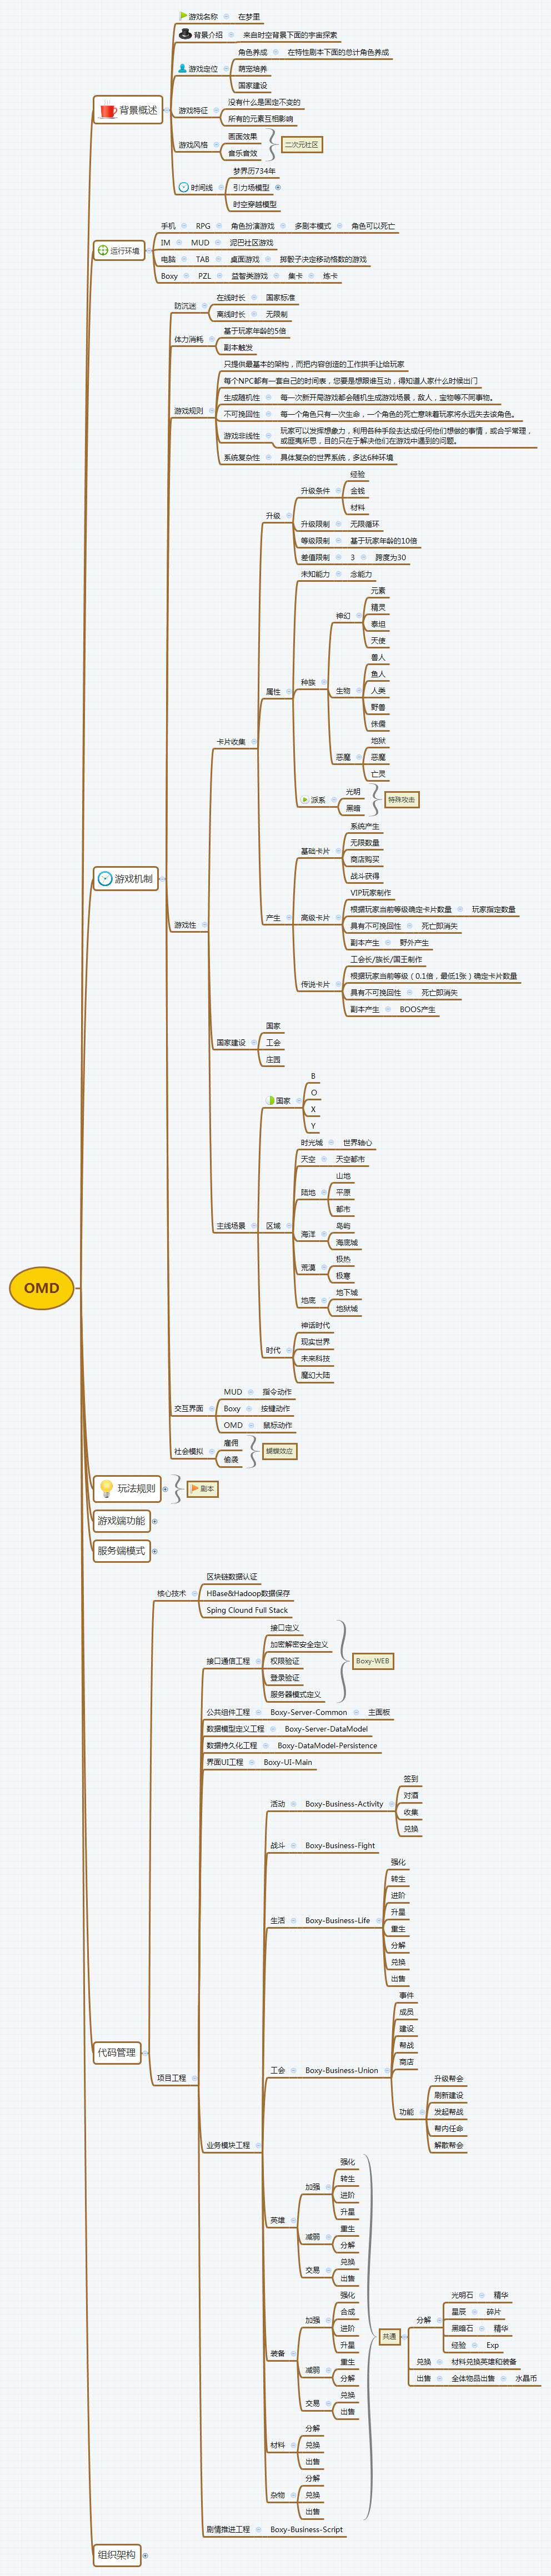 OMD
背景概述
游戏名称
在梦里
背景介绍
来自时空背景下面的宇宙探索
游戏定位
角色养成
在特性剧本下面的总计角色养成
萌宠培养
国家建设
游戏特征
没有什么是固定不变的
所有的元素互相影响
游戏风格
画面效果
音乐音效
二次元社区
时间线
梦界历734年
引力场模型
时空穿越模型
运行环境
手机
RPG
角色扮演游戏
多剧本模式
角色可以死亡
IM
MUD
泥巴社区游戏
电脑
TAB
桌面游戏
掷骰子决定移动格数的游戏
Boxy
PZL
益智类游戏
集卡
炼卡
游戏机制
防沉迷
在线时长
国家标准
离线时长
无限制
体力消耗
基于玩家年龄的5倍
副本触发
游戏规则
只提供最基本的架构，而把内容创造的工作拱手让给玩家
每个NPC都有一套自己的时间表，您要是想跟谁互动，得知道人家什么时候出门
生成随机性
每一次新开局游戏都会随机生成游戏场景，敌人，宝物等不同事物。
不可挽回性
每一个角色只有一次生命，一个角色的死亡意味着玩家将永远失去该角色。
游戏非线性
玩家可以发挥想象力，利用各种手段去达成任何他们想做的事情，或合乎常理，
或匪夷所思，目的只在于解决他们在游戏中遇到的问题。
系统复杂性
具体复杂的世界系统，多达6种环境
游戏性
卡片收集
升级
升级条件
经验
金钱
材料
升级限制
无限循环
等级限制
基于玩家年龄的10倍
差值限制
3
跨度为30
属性
未知能力
念能力
种族
神幻
元素
精灵
泰坦
天使
生物
兽人
鱼人
人类
野兽
侏儒
恶魔
地狱
恶魔
亡灵
派系
光明
黑暗
特殊攻击
产生
基础卡片
系统产生
无限数量
商店购买
战斗获得
高级卡片
VIP玩家制作
根据玩家当前等级确定卡片数量
玩家指定数量
具有不可挽回性
死亡即消失
副本产生
野外产生
传说卡片
工会长/族长/国王制作
根据玩家当前等级（0.1倍，最低1张）确定卡片数量
具有不可挽回性
死亡即消失
副本产生
BOOS产生
国家建设
国家
工会
庄园
主线场景
国家
B
O
X
Y
区域
时光城
世界轴心
天空
天空都市
陆地
山地
平原
都市
海洋
岛屿
海底城
荒漠
极热
极寒
地底
地下城
地狱城
时代
神话时代
现实世界
未来科技
魔幻大陆
交互界面
MUD
指令动作
Boxy
按键动作
OMD
鼠标动作
社会模拟
雇佣
偷袭
蝴蝶效应
玩法规则
副本
游戏端功能
服务端模式
代码管理
核心技术
区块链数据认证
HBase&Hadoop数据保存
Sping Clound Full Stack
项目工程
接口通信工程
接口定义
加密解密安全定义
权限验证
登录验证
服务器模式定义
Boxy-WEB
公共组件工程
Boxy-Server-Common
主面板
数据模型定义工程
Boxy-Server-DataModel
数据持久化工程
Boxy-DataModel-Persistence
界面UI工程
Boxy-UI-Main
业务模块工程
活动
Boxy-Business-Activity
签到
对酒
收集
兑换
战斗
Boxy-Business-Fight
生活
Boxy-Business-Life
强化
转生
进阶
升星
重生
分解
兑换
出售
工会
Boxy-Business-Union
事件
成员
建设
帮战
商店
功能
升级帮会
刷新建设
发起帮战
帮内任命
解散帮会
英雄
加强
强化
转生
进阶
升星
减弱
重生
分解
交易
兑换
出售
装备
加强
强化
合成
进阶
升星
减弱
重生
分解
交易
兑换
出售
材料
分解
兑换
出售
杂物
分解
兑换
出售
共通
分解
光明石
精华
星辰
碎片
黑暗石
精华
经验
Exp
兑换
材料兑换英雄和装备
出售
全体物品出售
水晶币
剧情推进工程
Boxy-Business-Script
组织架构